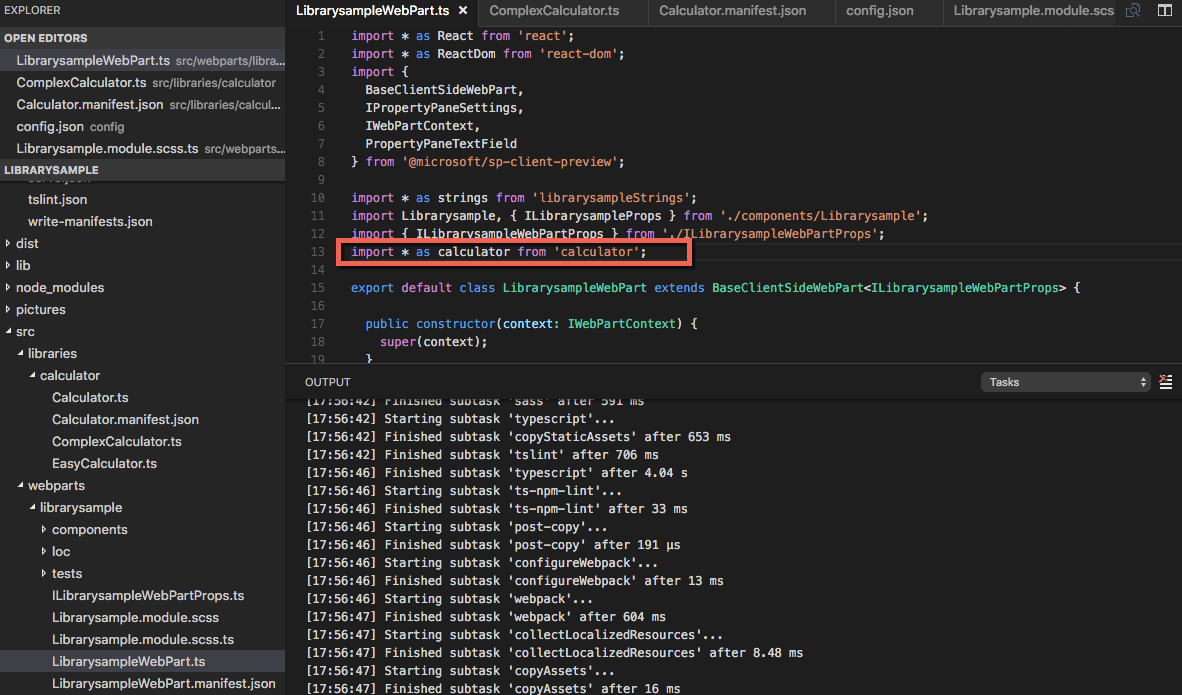 EXPLORER
OPEN EDITORS
LibrarysampleWebPart.ts src/webparts/libra...
ComplexCalculator.ts src/libraries/calculator
Calculator.manifest.json src/libraries/calcul...
config.json config
Librarysample.module.scss.ts src/webparts...
LIBRARYSAMPLE
tslint.json
write-manifests.json
dist
lib
node_modules
pictures
src
libraries
calculator
Calculator.ts
Calculator.manifest.json
ComplexCalculator.ts
EasyCalculator.ts
webparts
librarysample
components
loc
tests
ILibrarysampleWebPartProps.ts
Librarysample.module.scss
Librarysample.module.scss.ts
LibrarysampleWebPart.ts
LibrarysampleWebPart.manifest.json
LibrarysampleWebPart.ts × ComplexCalculator.ts Calculator.manifest.json config.json Librarysample.module.scs
1 import * as React from 'react';
2 import * as ReactDom from 'react-dom';
3 import {
4 BaseClientSideWebPart,
5 IPropertyPaneSettings,
6 IWebPartContext,
7 PropertyPaneTextField
8 } from '@microsoft/sp-client-preview';
9
10 import * as strings from 'librarysampleStrings';
11 import Librarysample, { ILibrarysampleProps } from './components/Librarysample';
12 import { ILibrarysampleWebPartProps } from './ILibrarysampleWebPartProps';
13 import * as calculator from 'calculator';
14
15 export default class LibrarysampleWebPart extends BaseClientSideWebPart<ILibrarysampleWebPartProps> {
16
17 public constructor(context: IWebPartContext) {
18 super(context);
19 }
OUTPUT
Tasks
[17:56:42] Finished subtask 'sass' after 591 ms
[17:56:42] Starting subtask 'typescript'...
[17:56:42] Finished subtask 'copyStaticAssets' after 653 ms
[17:56:42] Finished subtask 'tslint' after 706 ms
[17:56:46] Finished subtask 'typescript' after 4.04 s
[17:56:46] Starting subtask 'ts-npm-lint'...
[17:56:46] Finished subtask 'ts-npm-lint' after 33 ms
[17:56:46] Starting subtask 'post-copy'...
[17:56:46] Finished subtask 'post-copy' after 191 μs
[17:56:46] Starting subtask 'configureWebpack'...
[17:56:46] Finished subtask 'configureWebpack' after 13 ms
[17:56:46] Starting subtask 'webpack'...
[17:56:47] Finished subtask 'webpack' after 604 ms
[17:56:47] Starting subtask 'collectLocalizedResources'...
[17:56:47] Finished subtask 'collectLocalizedResources' after 8.48 ms
[17:56:47] Starting subtask 'copyAssets'...
[17:56:47] Finished subtask 'copyAssets' after 16 ms